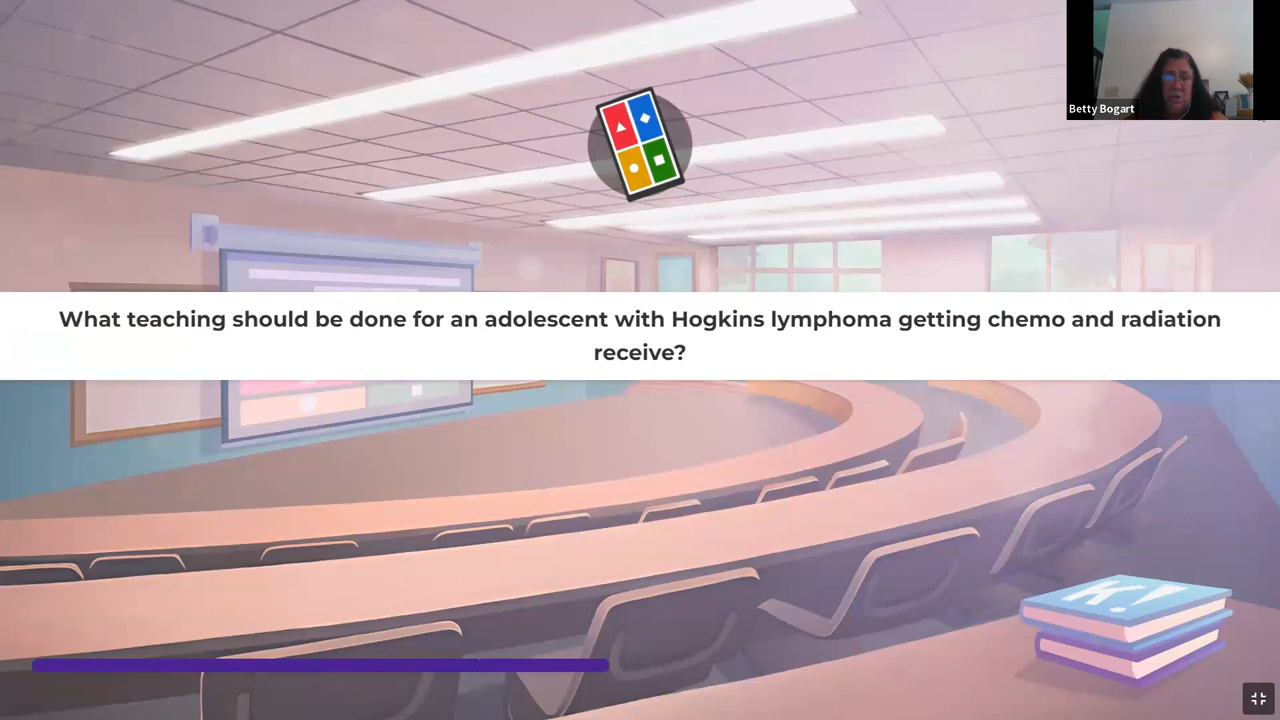 Betty Bogart
What teaching should be done for an adolescent with Hogkins lymphoma getting chemo and radiation
receive?
K!